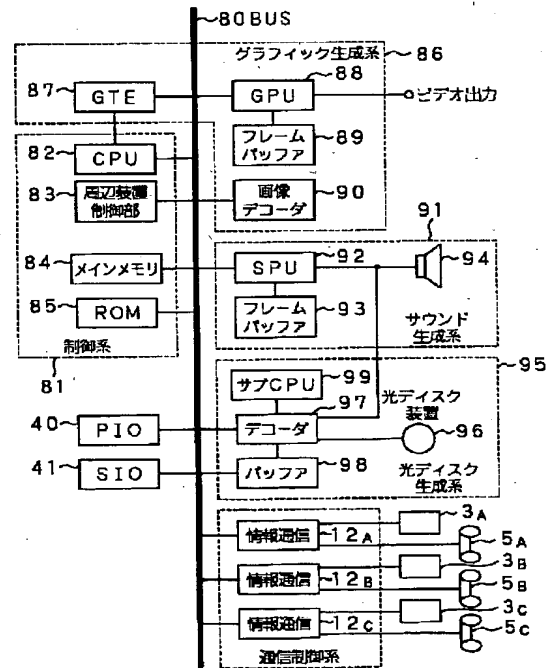 80BUS
グラフィック生成系
86
87
GTE
88
GPU
ビデオ出力
82
CPU
フレーム
バッファ
89
83
周辺装置
制御部
画像
デコーダ
90
91
84
メインメモリ
92
SPU
94
85
ROM
フレーム
バッファ
93
サウンド
生成系
制御系
81
95
サブCPU
99
光ディスク
装置
40
PIO
97
デコーダ
96
41
SIO
バッファ
98
光ディスク
生成系
3A
情報通信
12A
5A
3B
情報通信
12B
5B
3C
情報通信
12C
5C
通信制御系